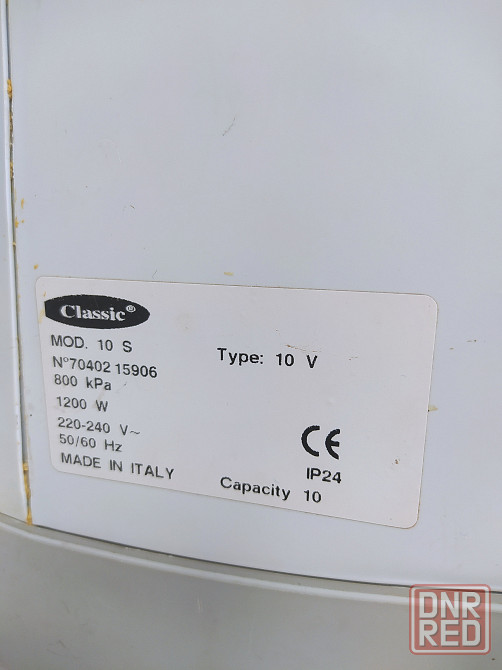 Classic®
MOD. 10 S
Type: 10 V
N°70402 15906
800 kPa
1200 W
220-240 V~
50/60 Hz
CE
MADE IN ITALY
IP24
Capacity 10
DNR
RED